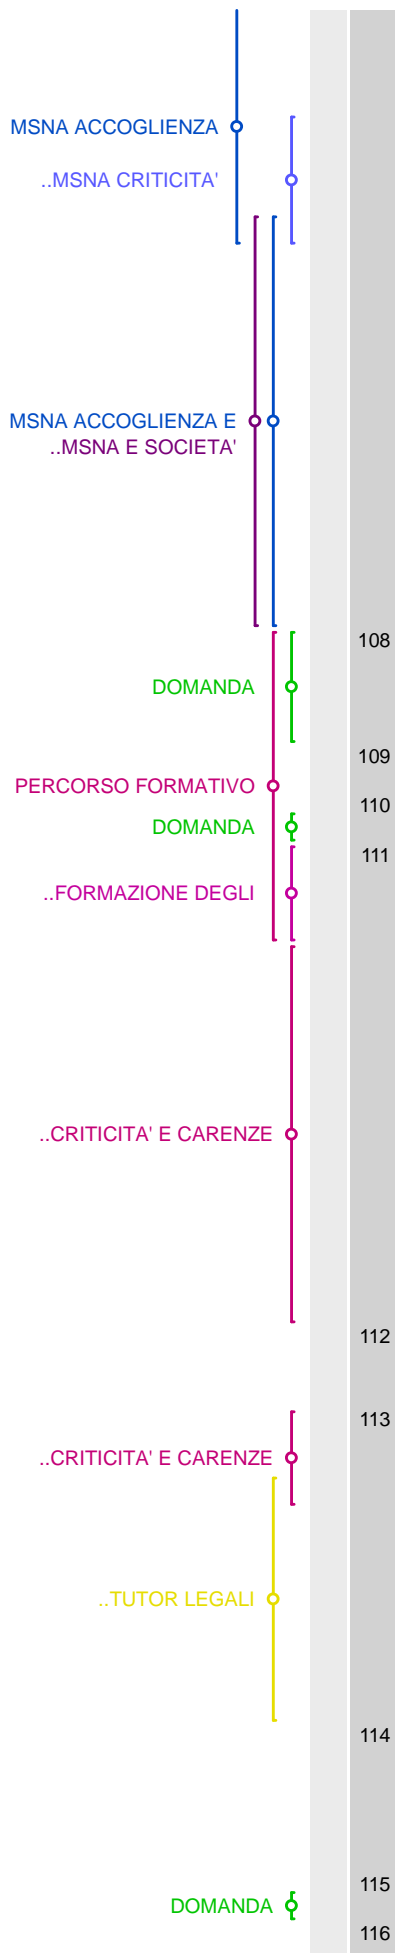 MSNA ACCOGLIENZA
..MSNA CRITICITA'
MSNA ACCOGLIENZA E
..MSNA E SOCIETA'
108
DOMANDA
109
PERCORSO FORMATIVO
110
DOMANDA
111
..FORMAZIONE DEGLI
..CRITICITA' E CARENZE
112
113
..CRITICITA' E CARENZE
..TUTOR LEGALI
114
115
DOMANDA
116